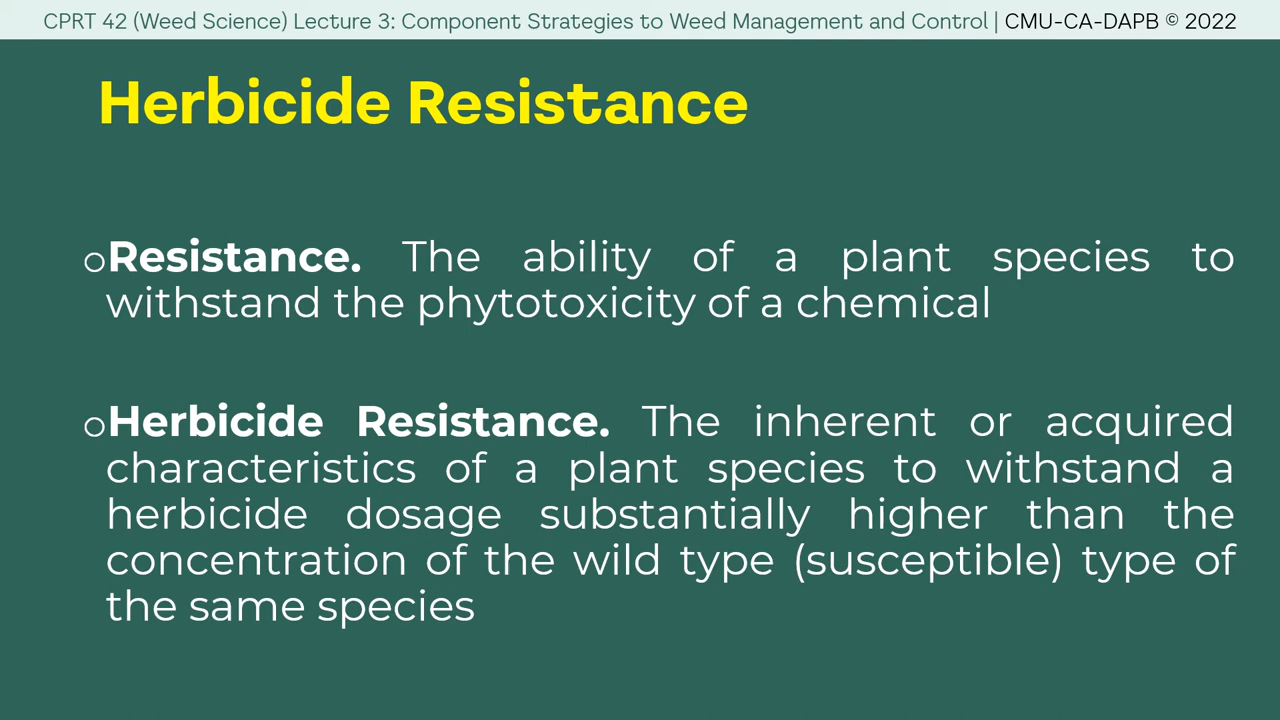 CPRT 42 (Weed Science) Lecture 3: Component Strategies to Weed Management and Control | CMU-CA-DAPB © 2022
Herbicide Resistance
oResistance. The ability of a plant species to
withstand the phytotoxicity of a chemical
oHerbicide Resistance. The inherent or acquired
characteristics of a plant species to withstand a
herbicide dosage substantially higher than the
concentration of the wild type (susceptible) type of
the same species